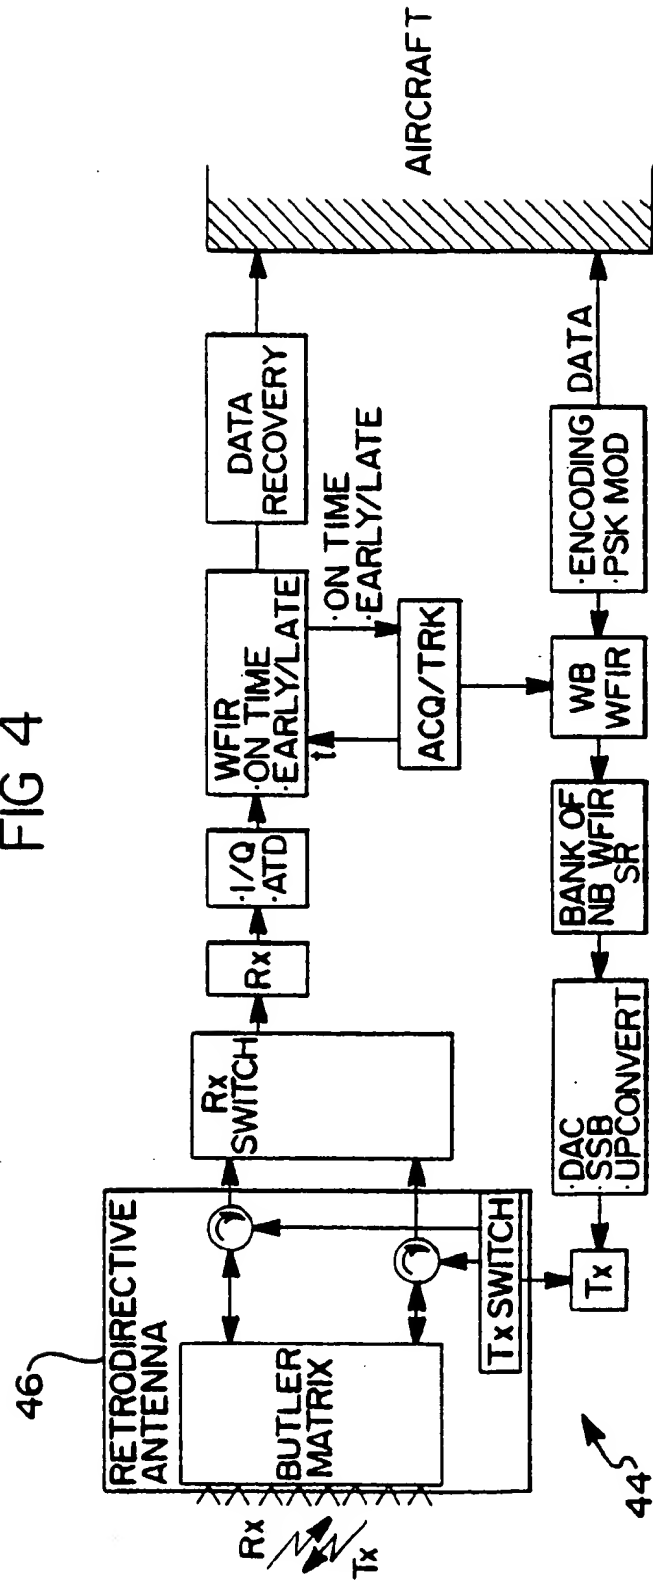 FIG 4
46
RETRODIRECTIVE
ANTENNA
BUTLER
MATRIX
Rx
Tx
Tx SWITCH
Rx
SWITCH
Rx
·I/Q
·ATD
WFIR
·ON TIME
·EARLY/LATE
t
·ON TIME
·EARLY/LATE
ACQ/TRK
DATA
RECOVERY
AIRCRAFT
DATA
·ENCODING
·PSK MOD
WB
WFIR
BANK OF
NB WFIR
SR
·DAC
·SSB
UPCONVERT
Tx
44